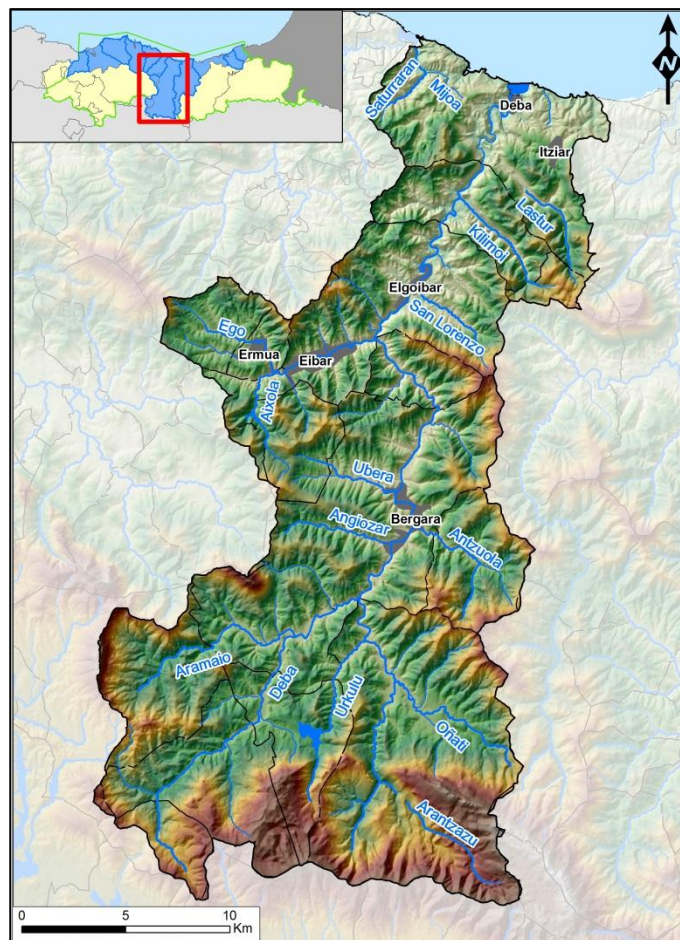 N
Saturraran
Mijoa
Deba
Itziar
Lastur
Kilimoi
Elgoibar
San Lorenzo
Ego
Ermua
Eibar
Aixola
Ubera
Bergara
Angiozar
Antzuola
Aramaio
Deba
Urkulu
Oñati
Arantzazu
0 5 10
Km